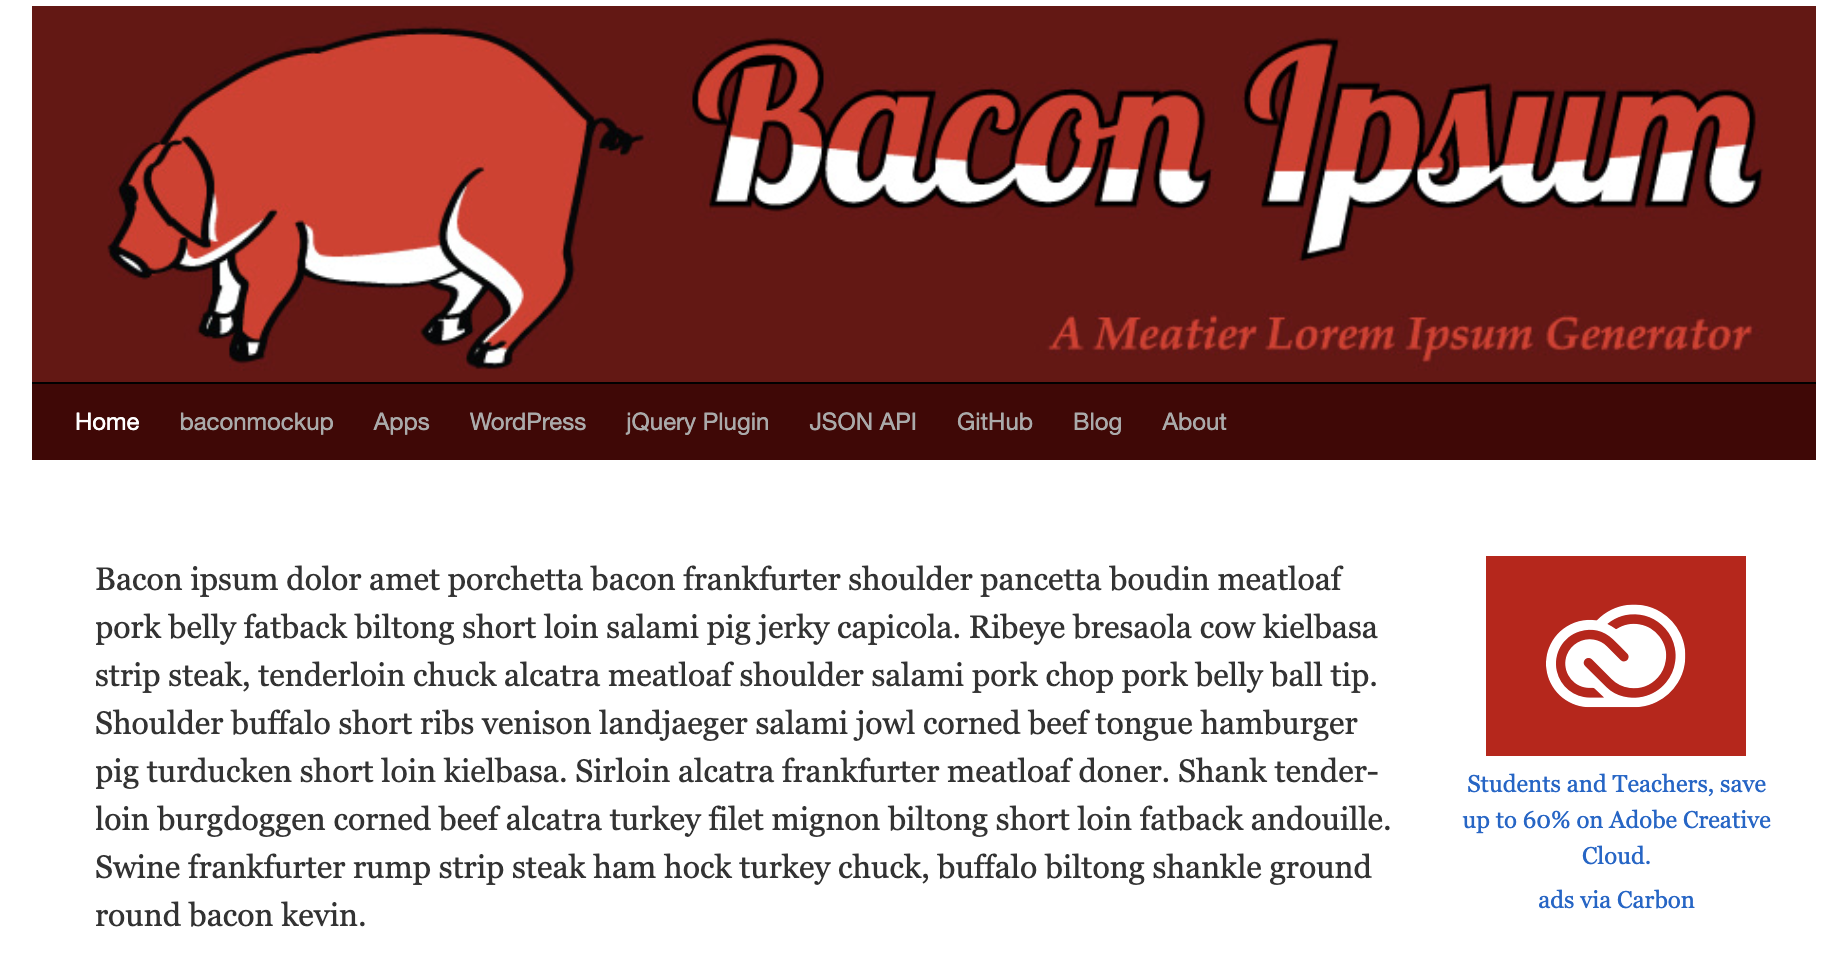 Bacon Ipsum
A Meatier Lorem Ipsum Generator
Home baconmockup Apps WordPress jQuery Plugin JSON API GitHub Blog About
Bacon ipsum dolor amet porchetta bacon frankfurter shoulder pancetta boudin meatloaf
pork belly fatback biltong short loin salami pig jerky capicola. Ribeye bresaola cow kielbasa
strip steak, tenderloin chuck alcatra meatloaf shoulder salami pork chop pork belly ball tip.
Shoulder buffalo short ribs venison landjaeger salami jowl corned beef tongue hamburger
pig turducken short loin kielbasa. Sirloin alcatra frankfurter meatloaf doner. Shank tender-
loin burgdoggen corned beef alcatra turkey filet mignon biltong short loin fatback andouille.
Swine frankfurter rump strip steak ham hock turkey chuck, buffalo biltong shankle ground
round bacon kevin.
Students and Teachers, save
up to 60% on Adobe Creative
Cloud.
ads via Carbon